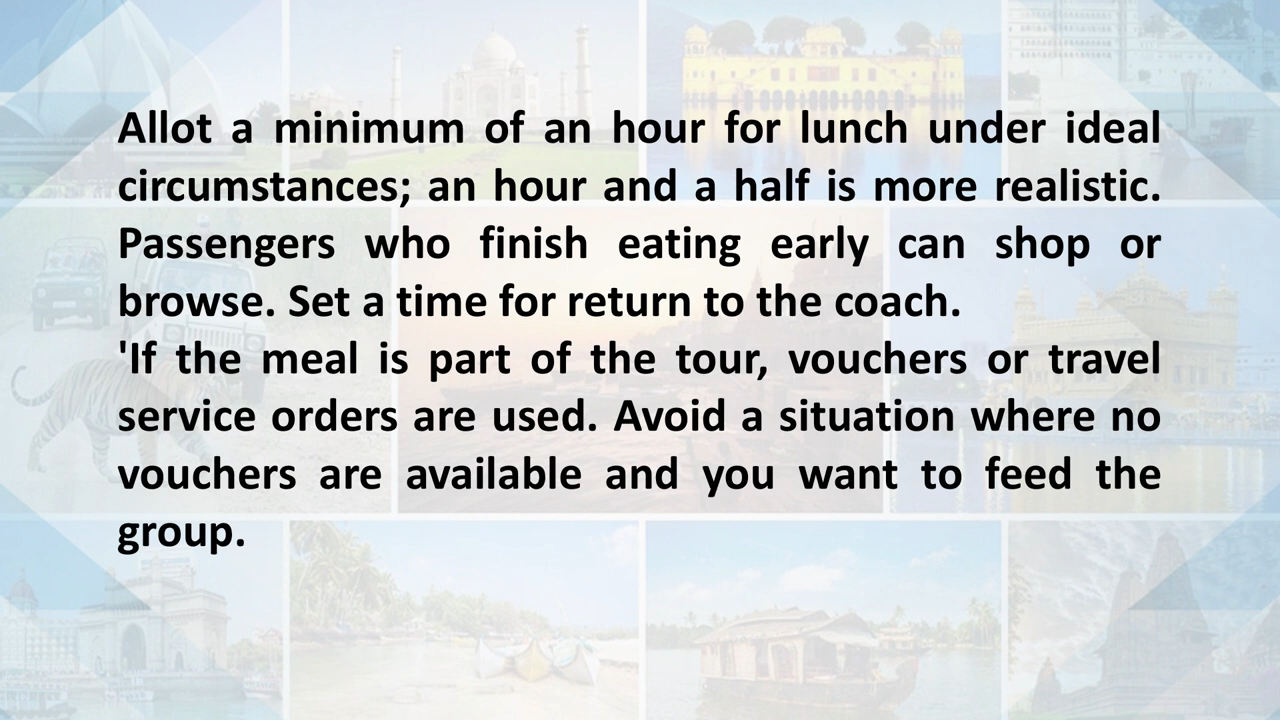 Allot a minimum of an hour for lunch under ideal
circumstances; an hour and a half is more realistic.
Passengers who finish eating early can shop or
browse. Set a time for return to the coach.
'If the meal is part of the tour, vouchers or travel
service orders are used. Avoid a situation where no
vouchers are available and you want to feed the
group.